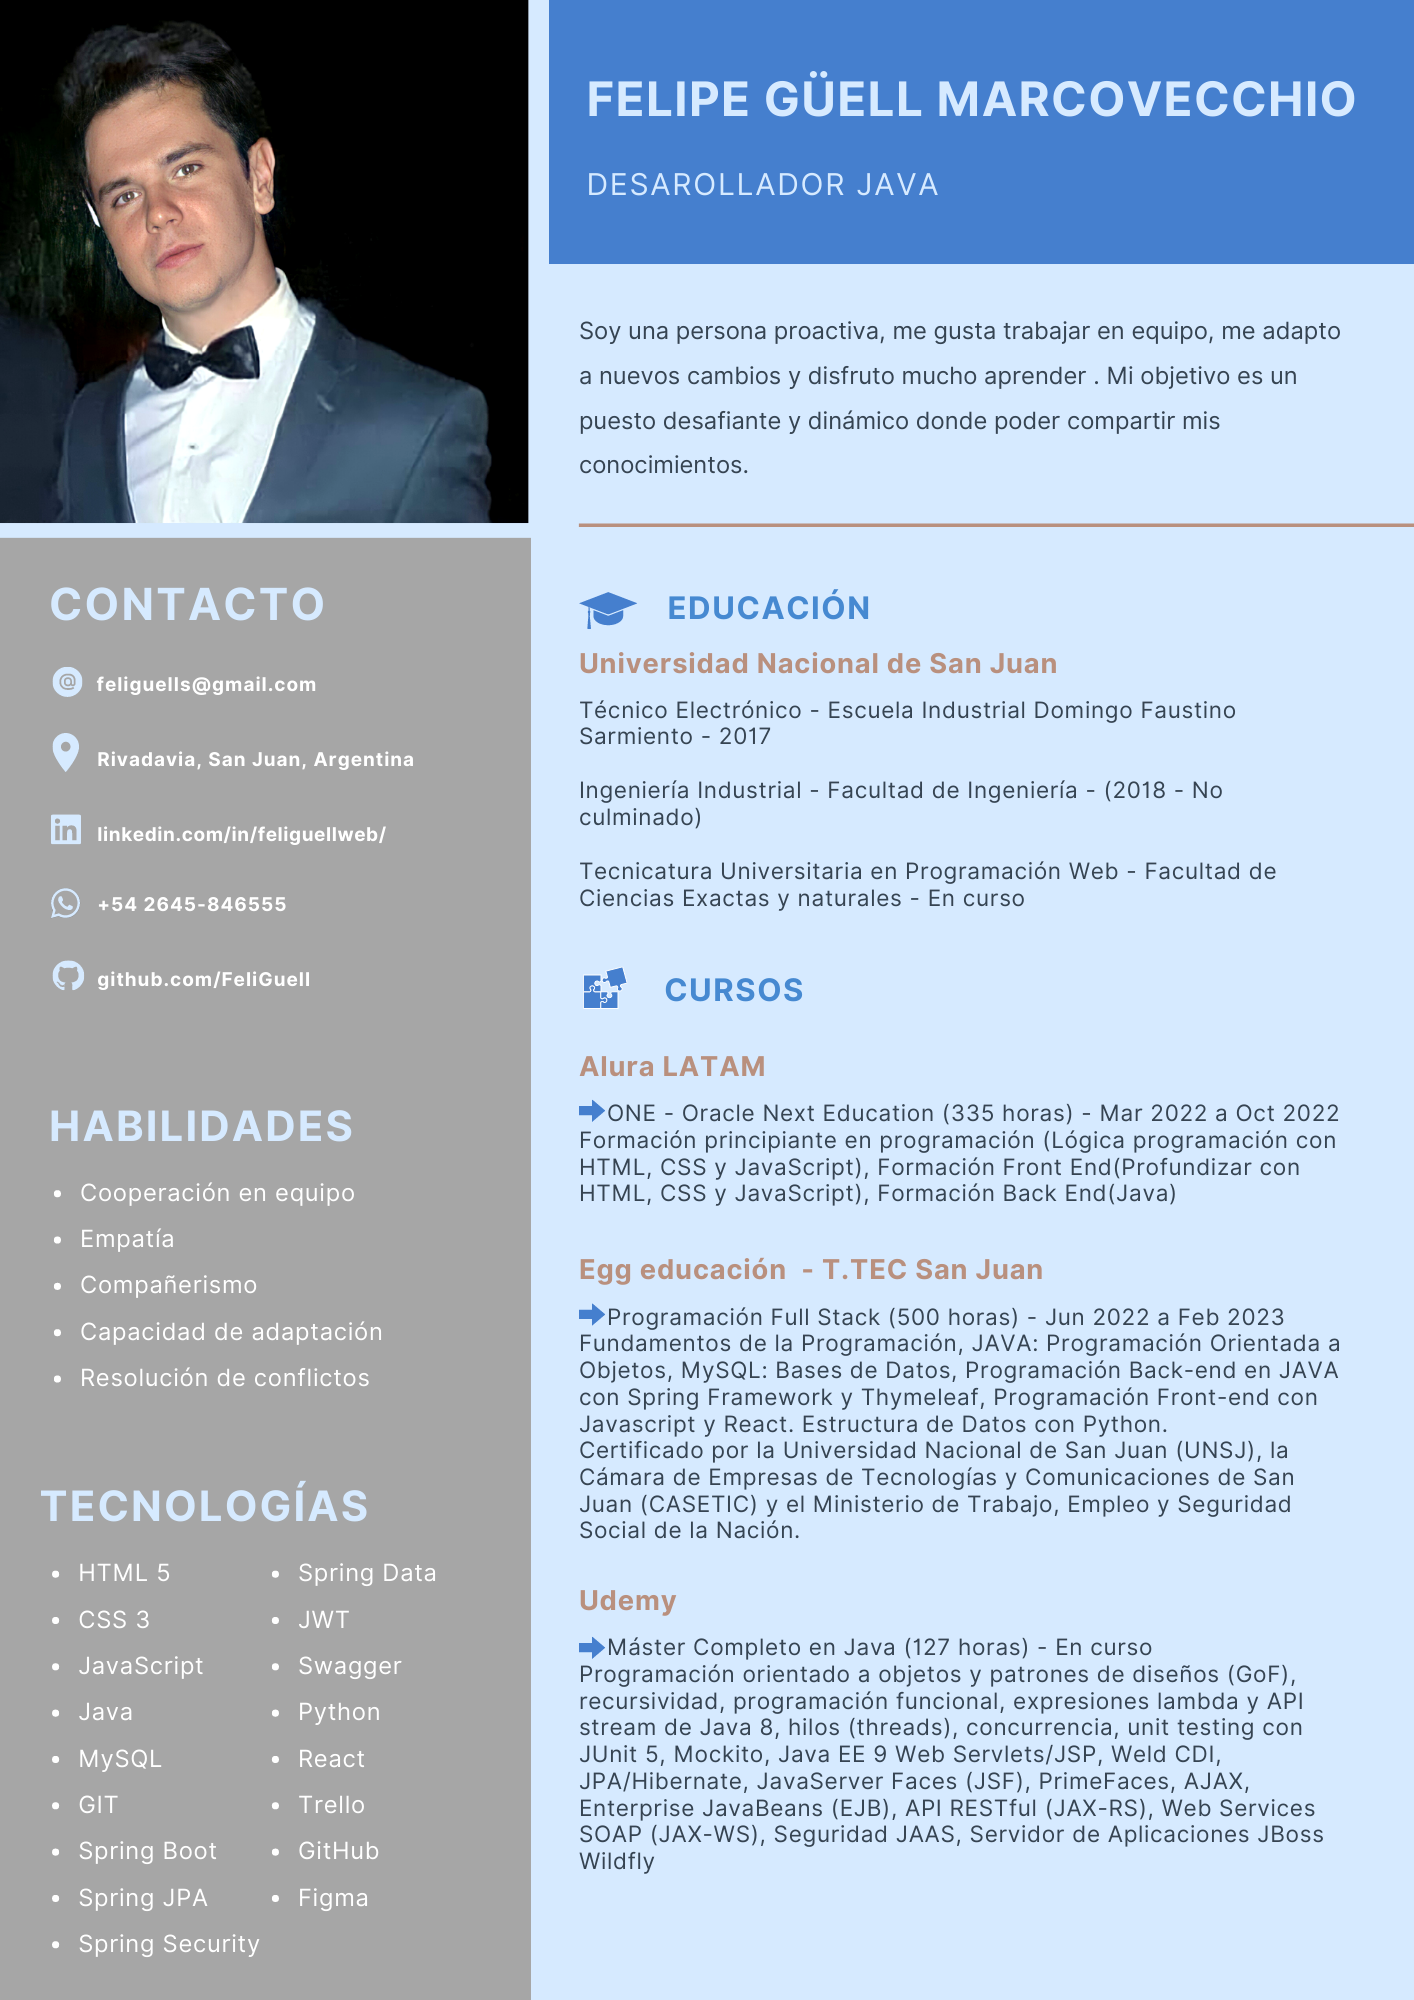 FELIPE GÜELL MARCOVECCHIO
DESAROLLADOR JAVA
Soy una persona proactiva, me gusta trabajar en equipo, me adapto
a nuevos cambios y disfruto mucho aprender . Mi objetivo es un
puesto desafiante y dinámico donde poder compartir mis
conocimientos.
CONTACTO
feliguells@gmail.com
Rivadavia, San Juan, Argentina
linkedin.com/in/feliguellweb/
+54 2645-846555
github.com/FeliGuell
HABILIDADES
• Cooperación en equipo
• Empatía
• Compañerismo
• Capacidad de adaptación
• Resolución de conflictos
TECNOLOGÍAS
• HTML 5
• CSS 3
• JavaScript
• Java
• MySQL
• GIT
• Spring Boot
• Spring JPA
• Spring Security
• Spring Data
• JWT
• Swagger
• Python
• React
• Trello
• GitHub
• Figma
EDUCACIÓN
Universidad Nacional de San Juan
Técnico Electrónico - Escuela Industrial Domingo Faustino
Sarmiento - 2017
Ingeniería Industrial - Facultad de Ingeniería - (2018 - No
culminado)
Tecnicatura Universitaria en Programación Web - Facultad de
Ciencias Exactas y naturales - En curso
CURSOS
Alura LATAM
ONE - Oracle Next Education (335 horas) - Mar 2022 a Oct 2022
Formación principiante en programación (Lógica programación con
HTML, CSS y JavaScript), Formación Front End(Profundizar con
HTML, CSS y JavaScript), Formación Back End(Java)
Egg educación - T.TEC San Juan
Programación Full Stack (500 horas) - Jun 2022 a Feb 2023
Fundamentos de la Programación, JAVA: Programación Orientada a
Objetos, MySQL: Bases de Datos, Programación Back-end en JAVA
con Spring Framework y Thymeleaf, Programación Front-end con
Javascript y React. Estructura de Datos con Python.
Certificado por la Universidad Nacional de San Juan (UNSJ), la
Cámara de Empresas de Tecnologías y Comunicaciones de San
Juan (CASETIC) y el Ministerio de Trabajo, Empleo y Seguridad
Social de la Nación.
Udemy
Máster Completo en Java (127 horas) - En curso
Programación orientado a objetos y patrones de diseños (GoF),
recursividad, programación funcional, expresiones lambda y API
stream de Java 8, hilos (threads), concurrencia, unit testing con
JUnit 5, Mockito, Java EE 9 Web Servlets/JSP, Weld CDI,
JPA/Hibernate, JavaServer Faces (JSF), PrimeFaces, AJAX,
Enterprise JavaBeans (EJB), API RESTful (JAX-RS), Web Services
SOAP (JAX-WS), Seguridad JAAS, Servidor de Aplicaciones JBoss
Wildfly